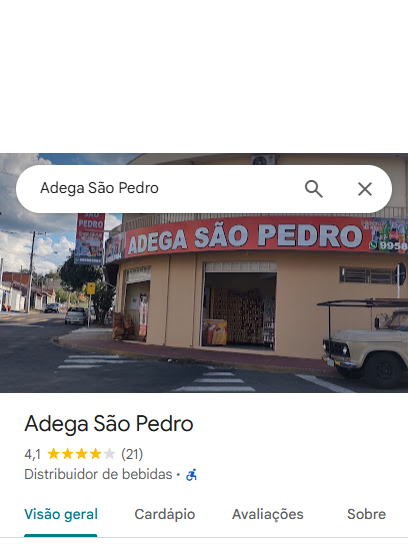 Adega São Pedro
SÃO PEDRO
ADEGA SÃO PEDRO
9958
Adega São Pedro
4,1 (21)
Distribuidor de bebidas ·
Visão geral Cardápio Avaliações Sobre